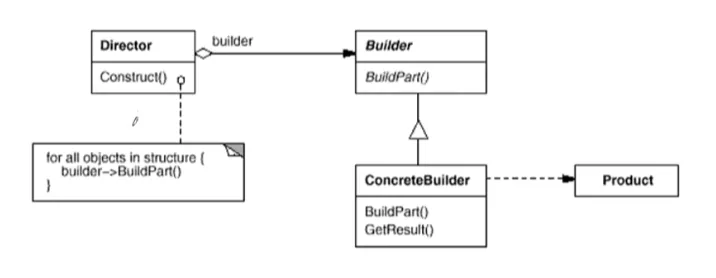 Director
builder
Builder
Construct()
BuildPart()
for all objects in structure {
builder->BuildPart()
}
ConcreteBuilder
Product
BuildPart()
GetResult()